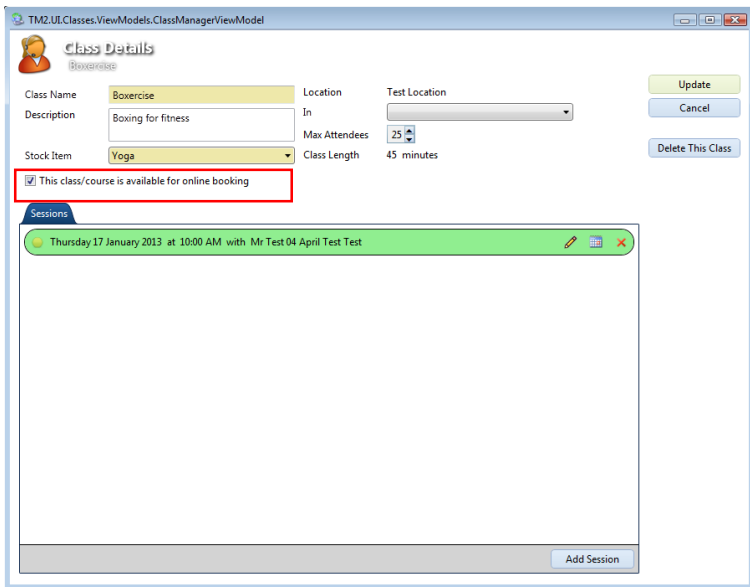 TM2.UI.Classes.ViewModels.ClassManagerViewModel
Class Details
Boxercise
Class Name Boxercise
Location Test Location
Update
Description Boxing for fitness
In
Cancel
Max Attendees 25
Delete This Class
Stock Item Yoga
Class Length 45 minutes
This class/course is available for online booking
Sessions
Thursday 17 January 2013 at 10:00 AM with Mr Test 04 April Test Test
Add Session